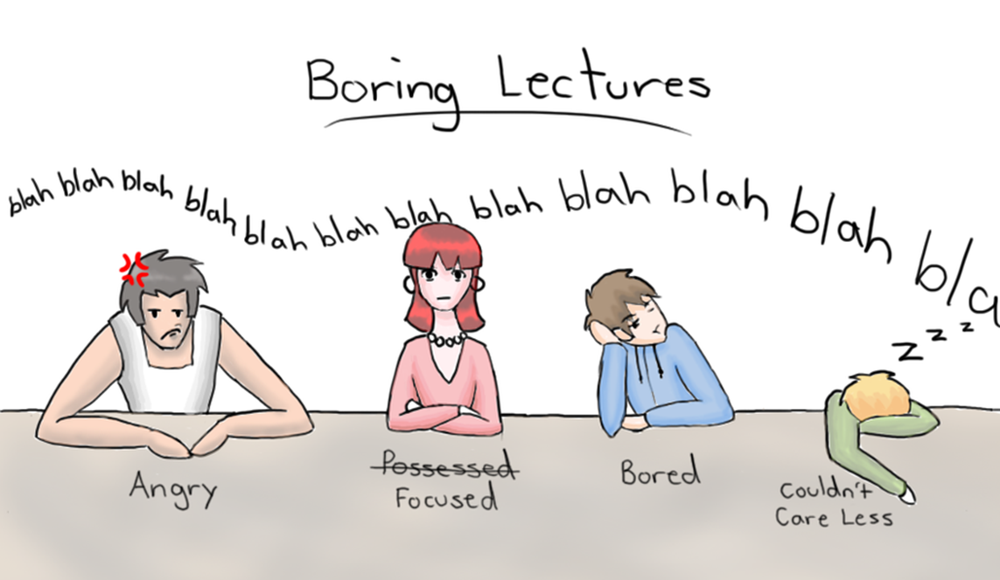 Boring Lectures
blah blah blah blah blah blah blah blah blah blah blah bla
z z z
Angry
Possessed
Focused
Bored
Couldn't
Care Less